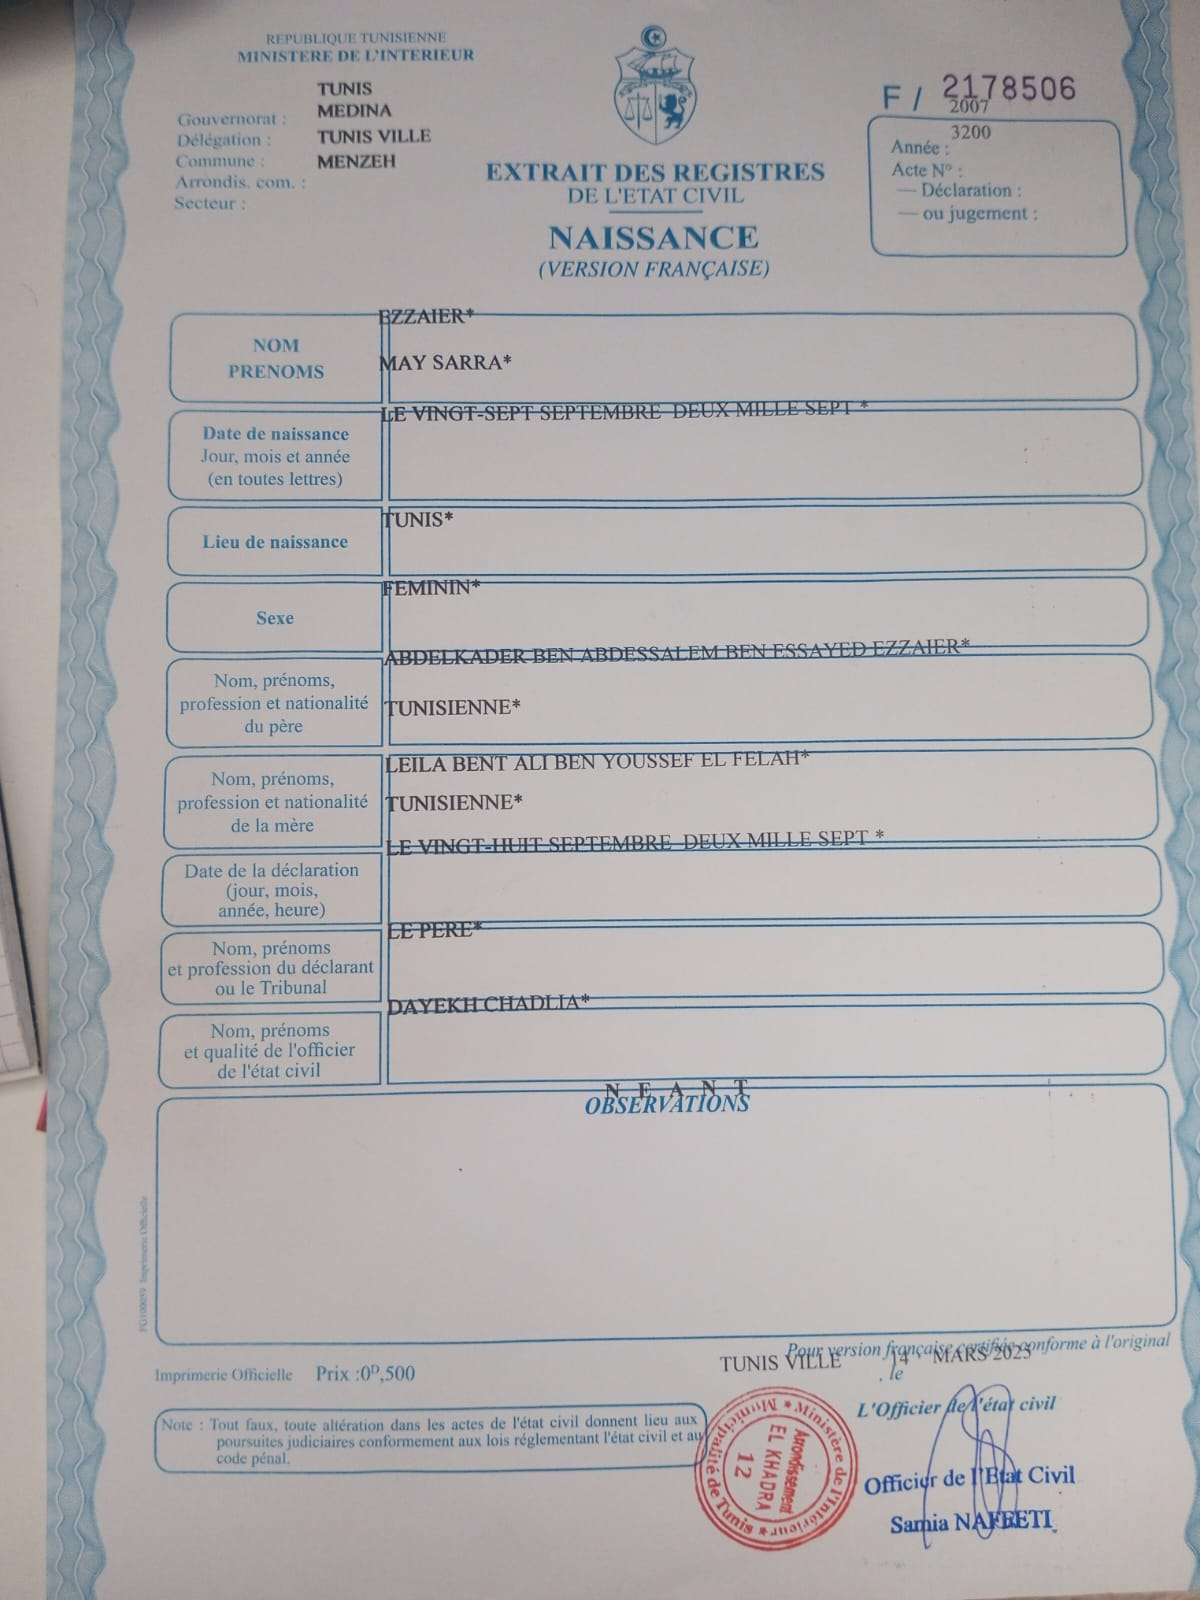 REPUBLIQUE TUNISIENNE
MINISTERE DE L'INTERIEUR
TUNIS
MEDINA
TUNIS VILLE
MENZEH
Gouvernorat :
Délégation :
Commune :
Arrondis. com. :
Secteur :
EXTRAIT DES REGISTRES
DE L'ETAT CIVIL
NAISSANCE
(VERSION FRANÇAISE)
F / 2178506
2007
3200
Année :
Acte Nº :
— Déclaration :
— ou jugement :
EZZAIER*
NOM
PRENOMS
MAY SARRA*
LE VINGT-SEPT SEPTEMBRE DEUX MILLE SEPT *
Date de naissance
Jour, mois et année
(en toutes lettres)
TUNIS*
Lieu de naissance
FEMININ*
Sexe
ABDELKADER BEN ABDESSALEM BEN ESSAYED EZZAIER*
Nom, prénoms,
profession et nationalité
du père
TUNISIENNE*
LEILA BENT ALI BEN YOUSSEF EL FELAH*
Nom, prénoms,
profession et nationalité
de la mère
TUNISIENNE*
LE VINGT-HUIT SEPTEMBRE DEUX MILLE SEPT *
Date de la déclaration
(jour, mois,
année, heure)
LE PERE*
Nom, prénoms
et profession du déclarant
ou le Tribunal
DAYEKH CHADLIA*
Nom, prénoms
et qualité de l'officier
de l'état civil
N E A N T
OBSERVATIONS
Imprimerie Officielle
Pour version française certifiée conforme à l'original
TUNIS VILLE 14 MARS
, le
Imprimerie Officielle Prix :0ᴰ,500
L'Officier de l'état civil
Note : Tout faux, toute altération dans les actes de l'état civil donnent lieu aux
poursuites judiciaires conformement aux lois réglementant l'état civil et au
code pénal.
Ministère de l'Intérieur * Municipalité de Tunis *
Arrondissement
EL KHADRA
12
Officier de l'Etat Civil
Samia NAFEETI